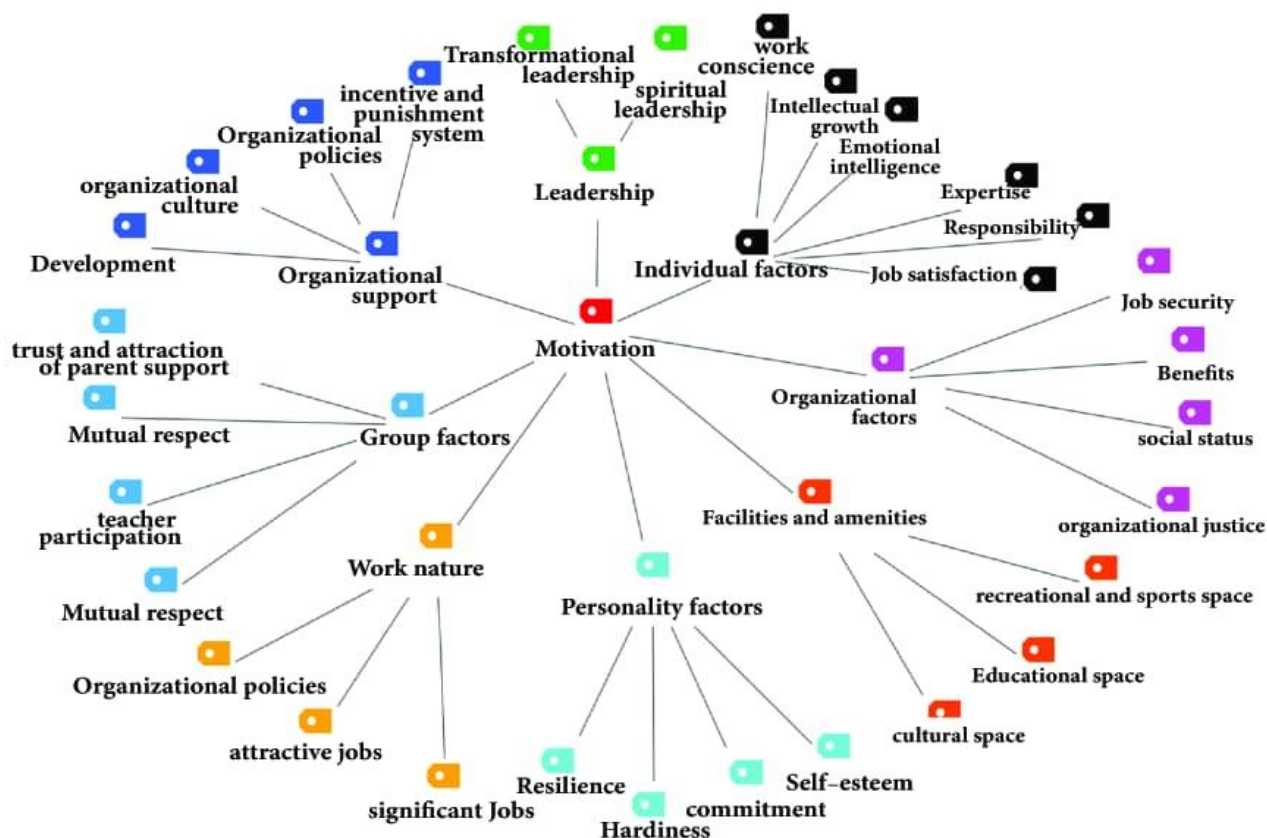 Transformational
leadership
spiritual
leadership
work
conscience
incentive and
punishment
system
Intellectual
growth
Organizational
policies
Emotional
intelligence
organizational
culture
Leadership
Expertise
Responsibility
Development
Organizational
support
Individual factors
Job satisfaction
Job security
trust and attraction
of parent support
Motivation
Benefits
Organizational
factors
Mutual respect
Group factors
social status
teacher
participation
Facilities and amenities
organizational justice
Work nature
Mutual respect
Personality factors
recreational and sports space
Organizational policies
Educational space
attractive jobs
cultural space
significant Jobs
Resilience
Hardiness
commitment
Self-esteem